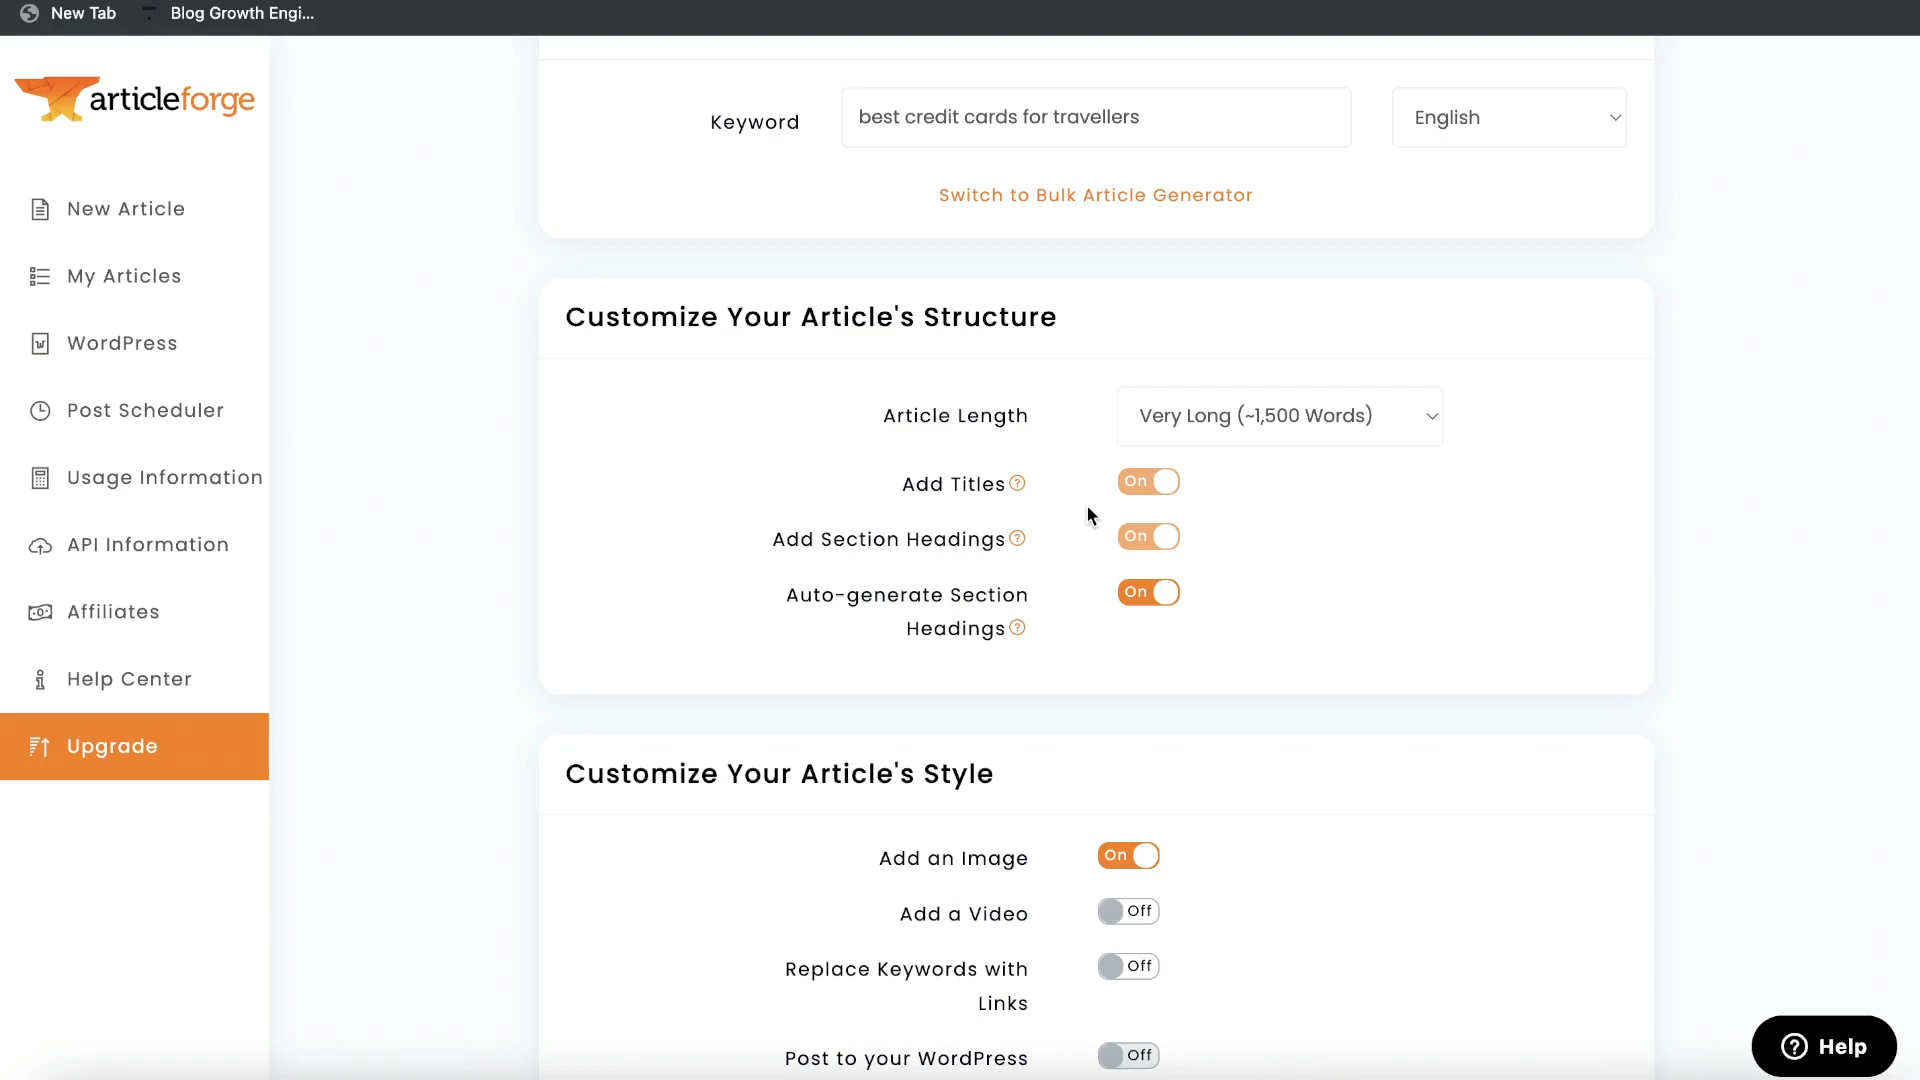 New Tab
Blog Growth Engi...
articleforge
New Article
My Articles
WordPress
Post Scheduler
Usage Information
API Information
Affiliates
Help Center
Upgrade
Keyword
best credit cards for travellers
English
Switch to Bulk Article Generator
Customize Your Article's Structure
Article Length
Very Long (~1,500 Words)
Add Titles ?
On
Add Section Headings ?
On
Auto-generate Section
Headings ?
On
Customize Your Article's Style
Add an Image
On
Add a Video
Off
Replace Keywords with
Links
Off
Post to your WordPress
Off
? Help